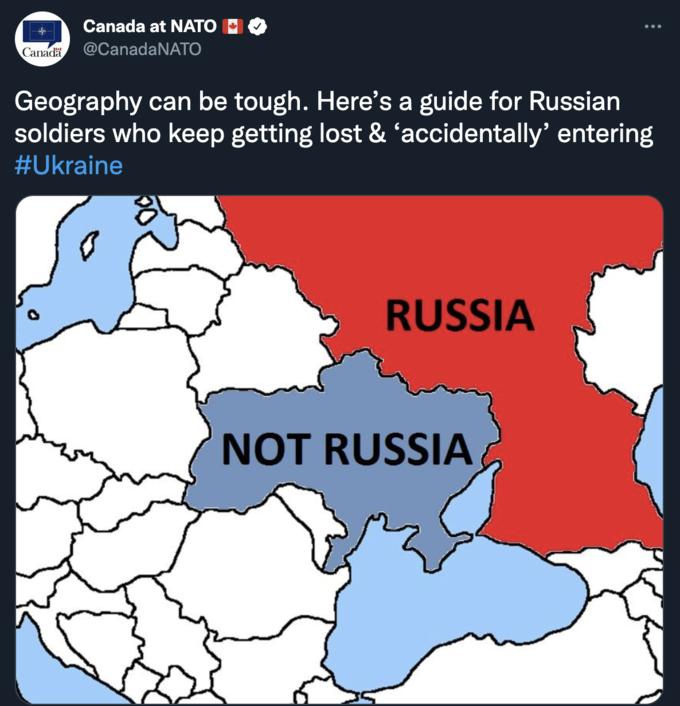 Canada at NATO 🇨🇦
@CanadaNATO
Geography can be tough. Here’s a guide for Russian
soldiers who keep getting lost & ‘accidentally’ entering
#Ukraine
Canada
RUSSIA
NOT RUSSIA